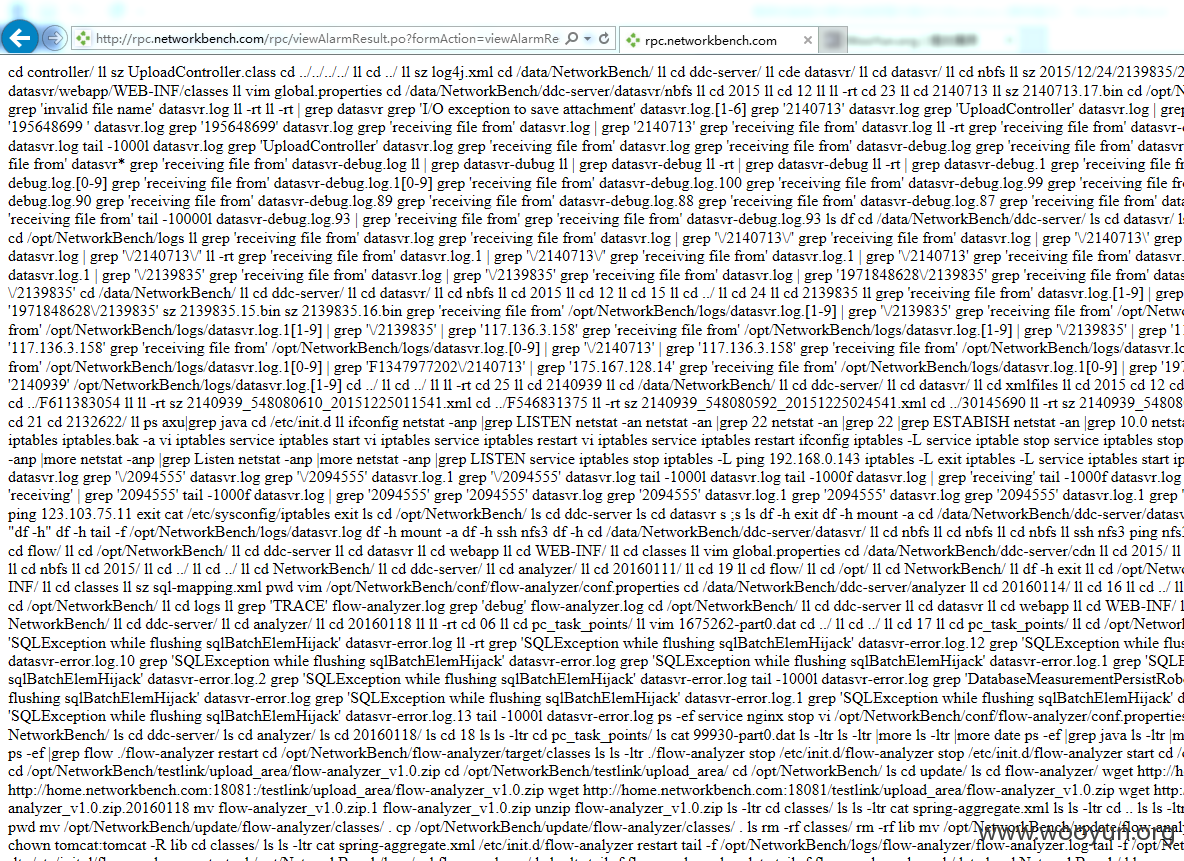 http://rpc.networkbench.com/rpc/viewAlarmResult.po?formAction=viewAlarmRe
rpc.networkbench.com
cd controller/ ll sz UploadController.class cd ../../../../ ll cd ../ ll sz log4j.xml cd /data/NetworkBench/ ll cd ddc-server/ ll cde datasvr/ ll cd datasvr/ ll cd nbfs ll sz 2015/12/24/2139835/2
datasvr/webapp/WEB-INF/classes ll vim global.properties cd /data/NetworkBench/ddc-server/datasvr/nbfs ll cd 2015 ll cd 12 ll ll -rt cd 23 ll cd 2140713 ll sz 2140713.17.bin cd /opt/N
grep 'invalid file name' datasvr.log ll -rt ll -rt | grep datasvr grep 'I/O exception to save attachment' datasvr.log.[1-6] grep '2140713' datasvr.log grep 'UploadController' datasvr.log | grep
'195648699 ' datasvr.log grep '195648699' datasvr.log grep 'receiving file from' datasvr.log | grep '2140713' grep 'receiving file from' datasvr.log ll -rt grep 'receiving file from' datasvr-
datasvr.log tail -1000l datasvr.log grep 'UploadController' datasvr.log grep 'receiving file from' datasvr.log grep 'receiving file from' datasvr-debug.log grep 'receiving file from' datasvr
file from' datasvr* grep 'receiving file from' datasvr-debug.log ll | grep datasvr-dubug ll | grep datasvr-debug ll -rt | grep datasvr-debug ll -rt | grep datasvr-debug.1 grep 'receiving file fr
debug.log.[0-9] grep 'receiving file from' datasvr-debug.log.1[0-9] grep 'receiving file from' datasvr-debug.log.100 grep 'receiving file from' datasvr-debug.log.99 grep 'receiving file fr
debug.log.90 grep 'receiving file from' datasvr-debug.log.89 grep 'receiving file from' datasvr-debug.log.88 grep 'receiving file from' datasvr-debug.log.87 grep 'receiving file from'
'receiving file from' tail -10000l datasvr-debug.log.93 | grep 'receiving file from' grep 'receiving file from' datasvr-debug.log.93 ls df cd /data/NetworkBench/ddc-server/ ls cd datasvr/ ls
cd /opt/NetworkBench/logs ll grep 'receiving file from' datasvr.log grep 'receiving file from' datasvr.log | grep '\/2140713\/' grep 'receiving file from' datasvr.log | grep '\/2140713\' grep
datasvr.log | grep '\/2140713\/' ll -rt grep 'receiving file from' datasvr.log.1 | grep '\/2140713\/' grep 'receiving file from' datasvr.log.1 | grep '\/2140713' grep 'receiving file from'
datasvr.log.1 | grep '\/2139835' grep 'receiving file from' datasvr.log | grep '\/2139835' grep 'receiving file from' datasvr.log | grep '1971848628\/2139835' grep 'receiving file from' datas
\/2139835' cd /data/NetworkBench/ ll cd ddc-server/ ll cd datasvr/ ll cd nbfs ll cd 2015 ll cd 12 ll cd 15 ll cd ../ ll cd 24 ll cd 2139835 ll grep 'receiving file from' datasvr.log.[1-9] | grep
'1971848628\/2139835' sz 2139835.15.bin sz 2139835.16.bin grep 'receiving file from' /opt/NetworkBench/logs/datasvr.log.[1-9] | grep '\/2139835' grep 'receiving file from' /opt/Netwo
from' /opt/NetworkBench/logs/datasvr.log.1[1-9] | grep '\/2139835' | grep '117.136.3.158' grep 'receiving file from' /opt/NetworkBench/logs/datasvr.log.[1-9] | grep '\/2139835' | grep '11
'117.136.3.158' grep 'receiving file from' /opt/NetworkBench/logs/datasvr.log.[0-9] | grep '\/2140713' | grep '117.136.3.158' grep 'receiving file from' /opt/NetworkBench/logs/datasvr.
from' /opt/NetworkBench/logs/datasvr.log.1[0-9] | grep 'F1347977202\/2140713' | grep '175.167.128.14' grep 'receiving file from' /opt/NetworkBench/logs/datasvr.log.1[0-9] | grep '197
'2140939' /opt/NetworkBench/logs/datasvr.log.[1-9] cd ../ ll cd ../ ll ll -rt cd 25 ll cd 2140939 ll cd /data/NetworkBench/ ll cd ddc-server/ ll cd datasvr/ ll cd xmlfiles ll cd 2015 cd 12 cd
cd ../F611383054 ll ll -rt sz 2140939_548080610_20151225011541.xml cd ../F546831375 ll -rt sz 2140939_548080592_20151225024541.xml cd ../30145690 ll -rt sz 2140939_54808
cd 21 cd 2132622/ ll ps axu|grep java cd /etc/init.d ll ifconfig netstat -anp |grep LISTEN netstat -an netstat -an |grep 22 netstat -an |grep 22 |grep ESTABISH netstat -an |grep 10.0 netsta
iptables iptables.bak -a vi iptables service iptables start vi iptables service iptables restart vi iptables service iptables restart ifconfig iptables -L service iptable stop service iptables stop
-anp |more netstat -anp |grep Listen netstat -anp |more netstat -anp |grep LISTEN service iptables stop iptables -L ping 192.168.0.143 iptables -L exit iptables -L service iptables start ip
datasvr.log grep '\/2094555' datasvr.log grep '\/2094555' datasvr.log.1 grep '\/2094555' datasvr.log tail -1000l datasvr.log tail -1000f datasvr.log | grep 'receiving' tail -1000f datasvr.log
'receiving' | grep '2094555' tail -1000f datasvr.log | grep '2094555' grep '2094555' datasvr.log grep '2094555' datasvr.log.1 grep '2094555' datasvr.log grep '2094555' datasvr.log.1 grep '
ping 123.103.75.11 exit cat /etc/sysconfig/iptables exit ls cd /opt/NetworkBench/ ls cd ddc-server ls cd datasvr s ;s ls df -h exit df -h mount -a cd /data/NetworkBench/ddc-server/datasv
"df -h" df -h tail -f /opt/NetworkBench/logs/datasvr.log df -h mount -a df -h ssh nfs3 df -h cd /data/NetworkBench/ddc-server/datasvr/ ll cd nbfs ll cd nbfs ll cd nbfs ll ssh nfs3 ping nfs3
cd flow/ ll cd /opt/NetworkBench/ ll cd ddc-server ll cd datasvr ll cd webapp ll cd WEB-INF/ ll cd classes ll vim global.properties cd /data/NetworkBench/ddc-server/cdn ll cd 2015/ ll
ll cd nbfs ll cd 2015/ ll cd ../ ll cd ../ ll cd NetworkBench/ ll cd ddc-server/ ll cd analyzer/ ll cd 20160111/ ll cd 19 ll cd flow/ ll cd /opt/ ll cd NetworkBench/ ll df -h exit ll cd /opt/Netwo
INF/ ll cd classes ll sz sql-mapping.xml pwd vim /opt/NetworkBench/conf/flow-analyzer/conf.properties cd /data/NetworkBench/ddc-server/analyzer ll cd 20160114/ ll cd 16 ll cd ../ ll
cd /opt/NetworkBench/ ll cd logs ll grep 'TRACE' flow-analyzer.log grep 'debug' flow-analyzer.log cd /opt/NetworkBench/ ll cd ddc-server ll cd datasvr ll cd webapp ll cd WEB-INF/ l
NetworkBench/ ll cd ddc-server/ ll cd analyzer/ ll cd 20160118 ll ll -rt cd 06 ll cd pc_task_points/ ll vim 1675262-part0.dat cd ../ ll cd ../ ll cd 17 ll cd pc_task_points/ ll cd /opt/Network
'SQLException while flushing sqlBatchElemHijack' datasvr-error.log ll -rt grep 'SQLException while flushing sqlBatchElemHijack' datasvr-error.log.12 grep 'SQLException while flus
datasvr-error.log.10 grep 'SQLException while flushing sqlBatchElemHijack' datasvr-error.log grep 'SQLException while flushing sqlBatchElemHijack' datasvr-error.log.1 grep 'SQLE
sqlBatchElemHijack' datasvr-error.log.2 grep 'SQLException while flushing sqlBatchElemHijack' datasvr-error.log tail -1000l datasvr-error.log grep 'DatabaseMeasurementPersistRobo
flushing sqlBatchElemHijack' datasvr-error.log grep 'SQLException while flushing sqlBatchElemHijack' datasvr-error.log.1 grep 'SQLException while flushing sqlBatchElemHijack' d
'SQLException while flushing sqlBatchElemHijack' datasvr-error.log.13 tail -1000l datasvr-error.log ps -ef service nginx stop vi /opt/NetworkBench/conf/flow-analyzer/conf.properties
NetworkBench/ ls cd ddc-server/ ls cd analyzer/ ls cd 20160118/ ls cd 18 ls ls -ltr cd pc_task_points/ ls cat 99930-part0.dat ls -ltr ls -ltr |more ls -ltr |more date ps -ef |grep java ls -ltr |m
ps -ef |grep flow ./flow-analyzer restart cd /opt/NetworkBench/flow-analyzer/target/classes ls ls -ltr ./flow-analyzer stop /etc/init.d/flow-analyzer stop /etc/init.d/flow-analyzer start cd /o
cd /opt/NetworkBench/testlink/upload_area/flow-analyzer_v1.0.zip cd /opt/NetworkBench/testlink/upload_area/ cd /opt/NetworkBench/ ls cd update/ ls cd flow-analyzer/ wget http://h
http://home.networkbench.com:18081:/testlink/upload_area/flow-analyzer_v1.0.zip wget http://home.networkbench.com:18081/testlink/upload_area/flow-analyzer_v1.0.zip wget http:
analyzer_v1.0.zip.20160118 mv flow-analyzer_v1.0.zip.1 flow-analyzer_v1.0.zip unzip flow-analyzer_v1.0.zip ls -ltr cd classes/ ls ls -ltr cat spring-aggregate.xml ls ls -ltr cd .. ls ls -ltr
pwd mv /opt/NetworkBench/update/flow-analyzer/classes/ . cp /opt/NetworkBench/update/flow-analyzer/classes/ . ls rm -rf classes/ rm -rf lib mv /opt/NetworkBench/update/flow-analy
chown tomcat:tomcat -R lib cd classes/ ls ls -ltr cat spring-aggregate.xml /etc/init.d/flow-analyzer restart tail -f /opt/NetworkBench/logs/flow-analyzer.log tail -f /opt/
www.wooyun.org